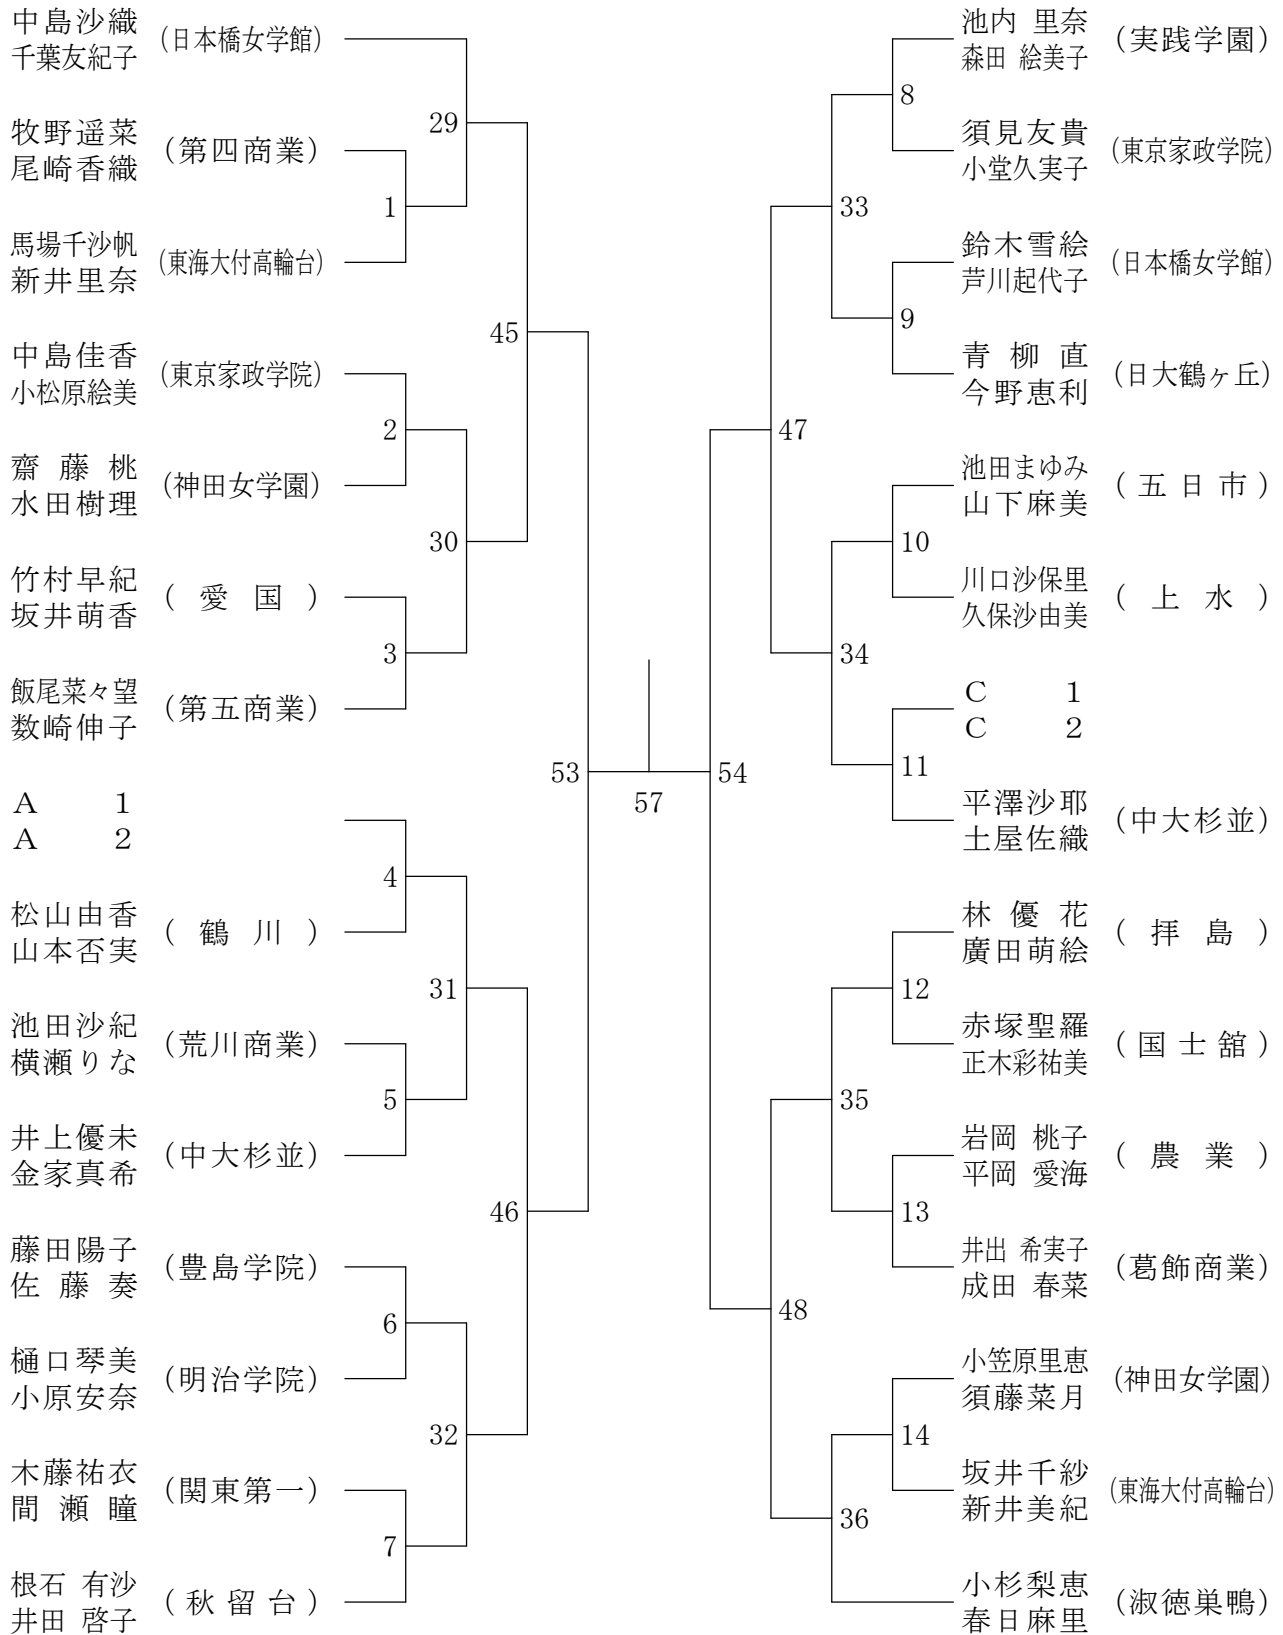 中島沙織
千葉友紀子
(日本橋女学館)
牧野遥菜
尾崎香織
(第四商業)
馬場千沙帆
新井里奈
(東海大付高輪台)
中島佳香
小松原絵美
(東京家政学院)
齋藤桃
水田樹理
(神田女学園)
竹村早紀
坂井萌香
(愛国)
飯尾菜々望
数崎伸子
(第五商業)
A 1
A 2
松山由香
山本否実
(鶴川)
池田沙紀
横瀬りな
(荒川商業)
井上優未
金家真希
(中大杉並)
藤田陽子
佐藤奏
(豊島学院)
樋口琴美
小原安奈
(明治学院)
木藤祐衣
間瀬瞳
(関東第一)
根石 有沙
井田 啓子
(秋留台)
1
2
3
4
5
6
7
29
30
31
32
45
46
53
57
54
47
48
33
34
35
36
8
9
10
11
12
13
14
池内 里奈
森田 絵美子
(実践学園)
須見友貴
小堂久実子
(東京家政学院)
鈴木雪絵
芦川起代子
(日本橋女学館)
青柳直
今野恵利
(日大鶴ヶ丘)
池田まゆみ
山下麻美
(五日市)
川口沙保里
久保沙由美
(上水)
C 1
C 2
平澤沙耶
土屋佐織
(中大杉並)
林優花
廣田萌絵
(拝島)
赤塚聖羅
正木彩祐美
(国士舘)
岩岡 桃子
平岡 愛海
(農業)
井出 希実子
成田 春菜
(葛飾商業)
小笠原里恵
須藤菜月
(神田女学園)
坂井千紗
新井美紀
(東海大付高輪台)
小杉梨恵
春日麻里
(淑徳巣鴨)